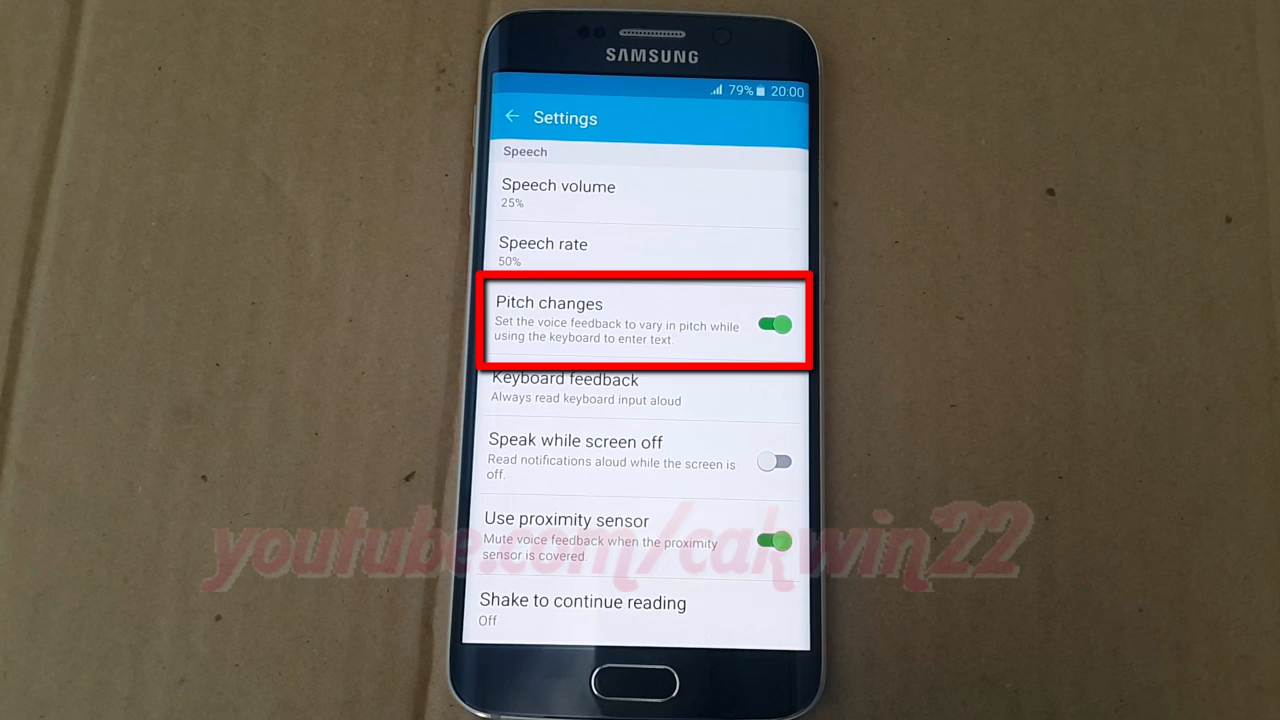 SAMSUNG
79% 20:00
Settings
Speech
Speech volume
25%
Speech rate
50%
Pitch changes
Set the voice feedback to vary in pitch while
using the keyboard to enter text.
Keyboard feedback
Always read keyboard input aloud
Speak while screen off
Read notifications aloud while the screen is
off.
Use proximity sensor
Mute voice feedback when the proximity
sensor is covered.
youtube.com/cakwin22
Shake to continue reading
Off